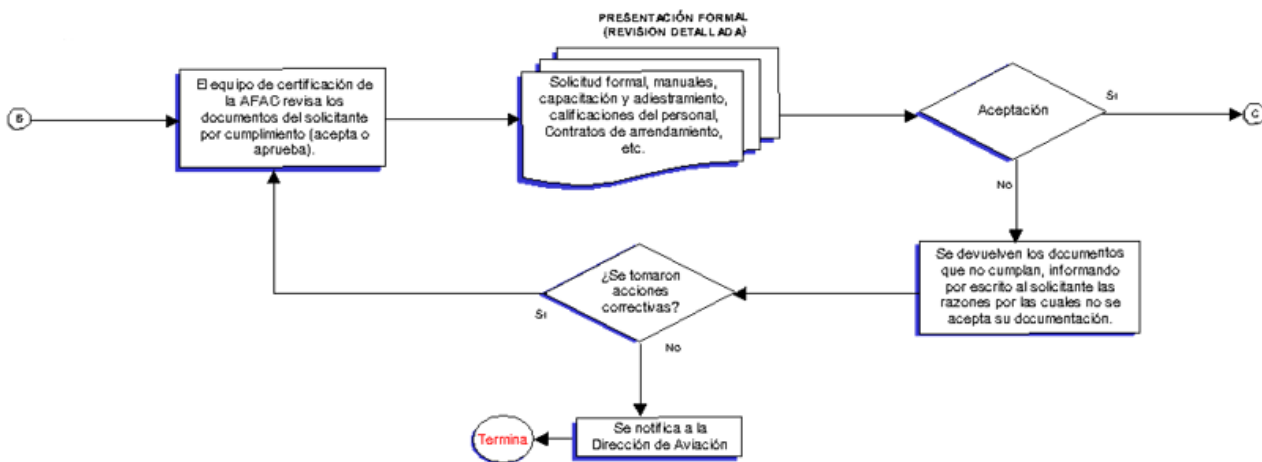 PRESENTACIÓN FORMAL
(REVISION DETALLADA)
El equipo de certificación de
la AFAC revisa los
documentos del solicitante
por cumplimiento (acepta o
aprueba).
Solicitud formal, manuales,
capacitación y adiestramiento,
calificaciones del personal,
Contratos de arrendamiento,
etc.
Aceptación
Si
C
No
Se devuelven los documentos
que no cumplan, informando
por escrito al solicitante las
razones por las cuales no se
acepta su documentación.
¿Se tomaron
acciones
correctivas?
Si
No
Se notifica a la
Dirección de Aviación
Termina